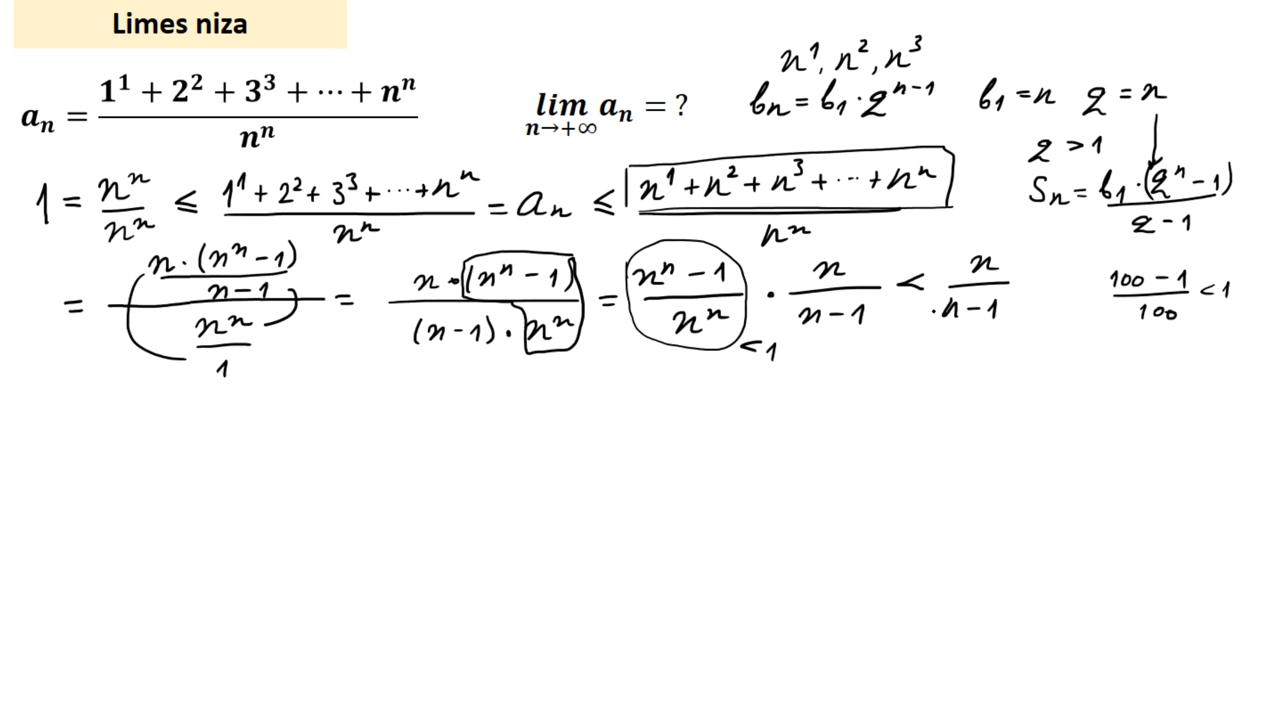 Limes niza
aₙ = (1¹ + 2² + 3³ + ⋯ + nⁿ) / nⁿ
lim n→+∞ aₙ = ?
n¹, n², n³
bₙ = b₁ · qⁿ⁻¹
b₁ = n q = n
q > 1
Sₙ = b₁ · (qⁿ − 1) / (q − 1)
1 = nⁿ / nⁿ ≤ (1¹ + 2² + 3³ + ⋯ + nⁿ) / nⁿ = aₙ ≤ (n¹ + n² + n³ + ⋯ + nⁿ) / nⁿ
= (n · (nⁿ − 1) / (n − 1)) / (nⁿ / 1) = n · (nⁿ − 1) / ((n − 1) · nⁿ) = (nⁿ − 1) / nⁿ · n / (n − 1) < n / (n − 1)
< 1
(100 − 1) / 100 < 1